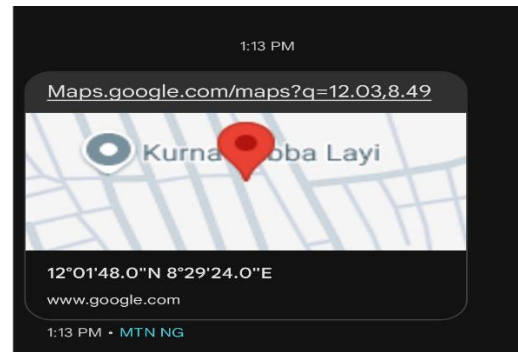 1:13 PM
Maps.google.com/maps?q=12.03,8.49
Kurna bba Layi
12°01'48.0"N 8°29'24.0"E
www.google.com
1:13 PM • MTN NG